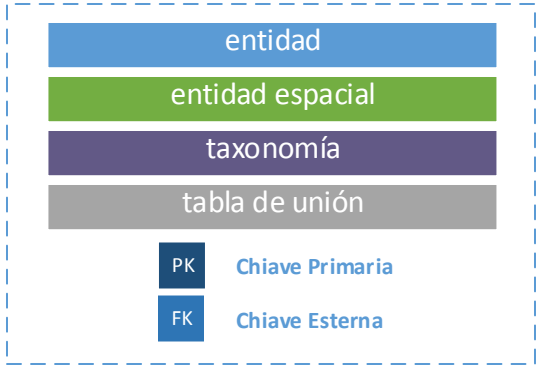 entidad
entidad espacial
taxonomía
tabla de unión
PK Chiave Primaria
FK Chiave Esterna